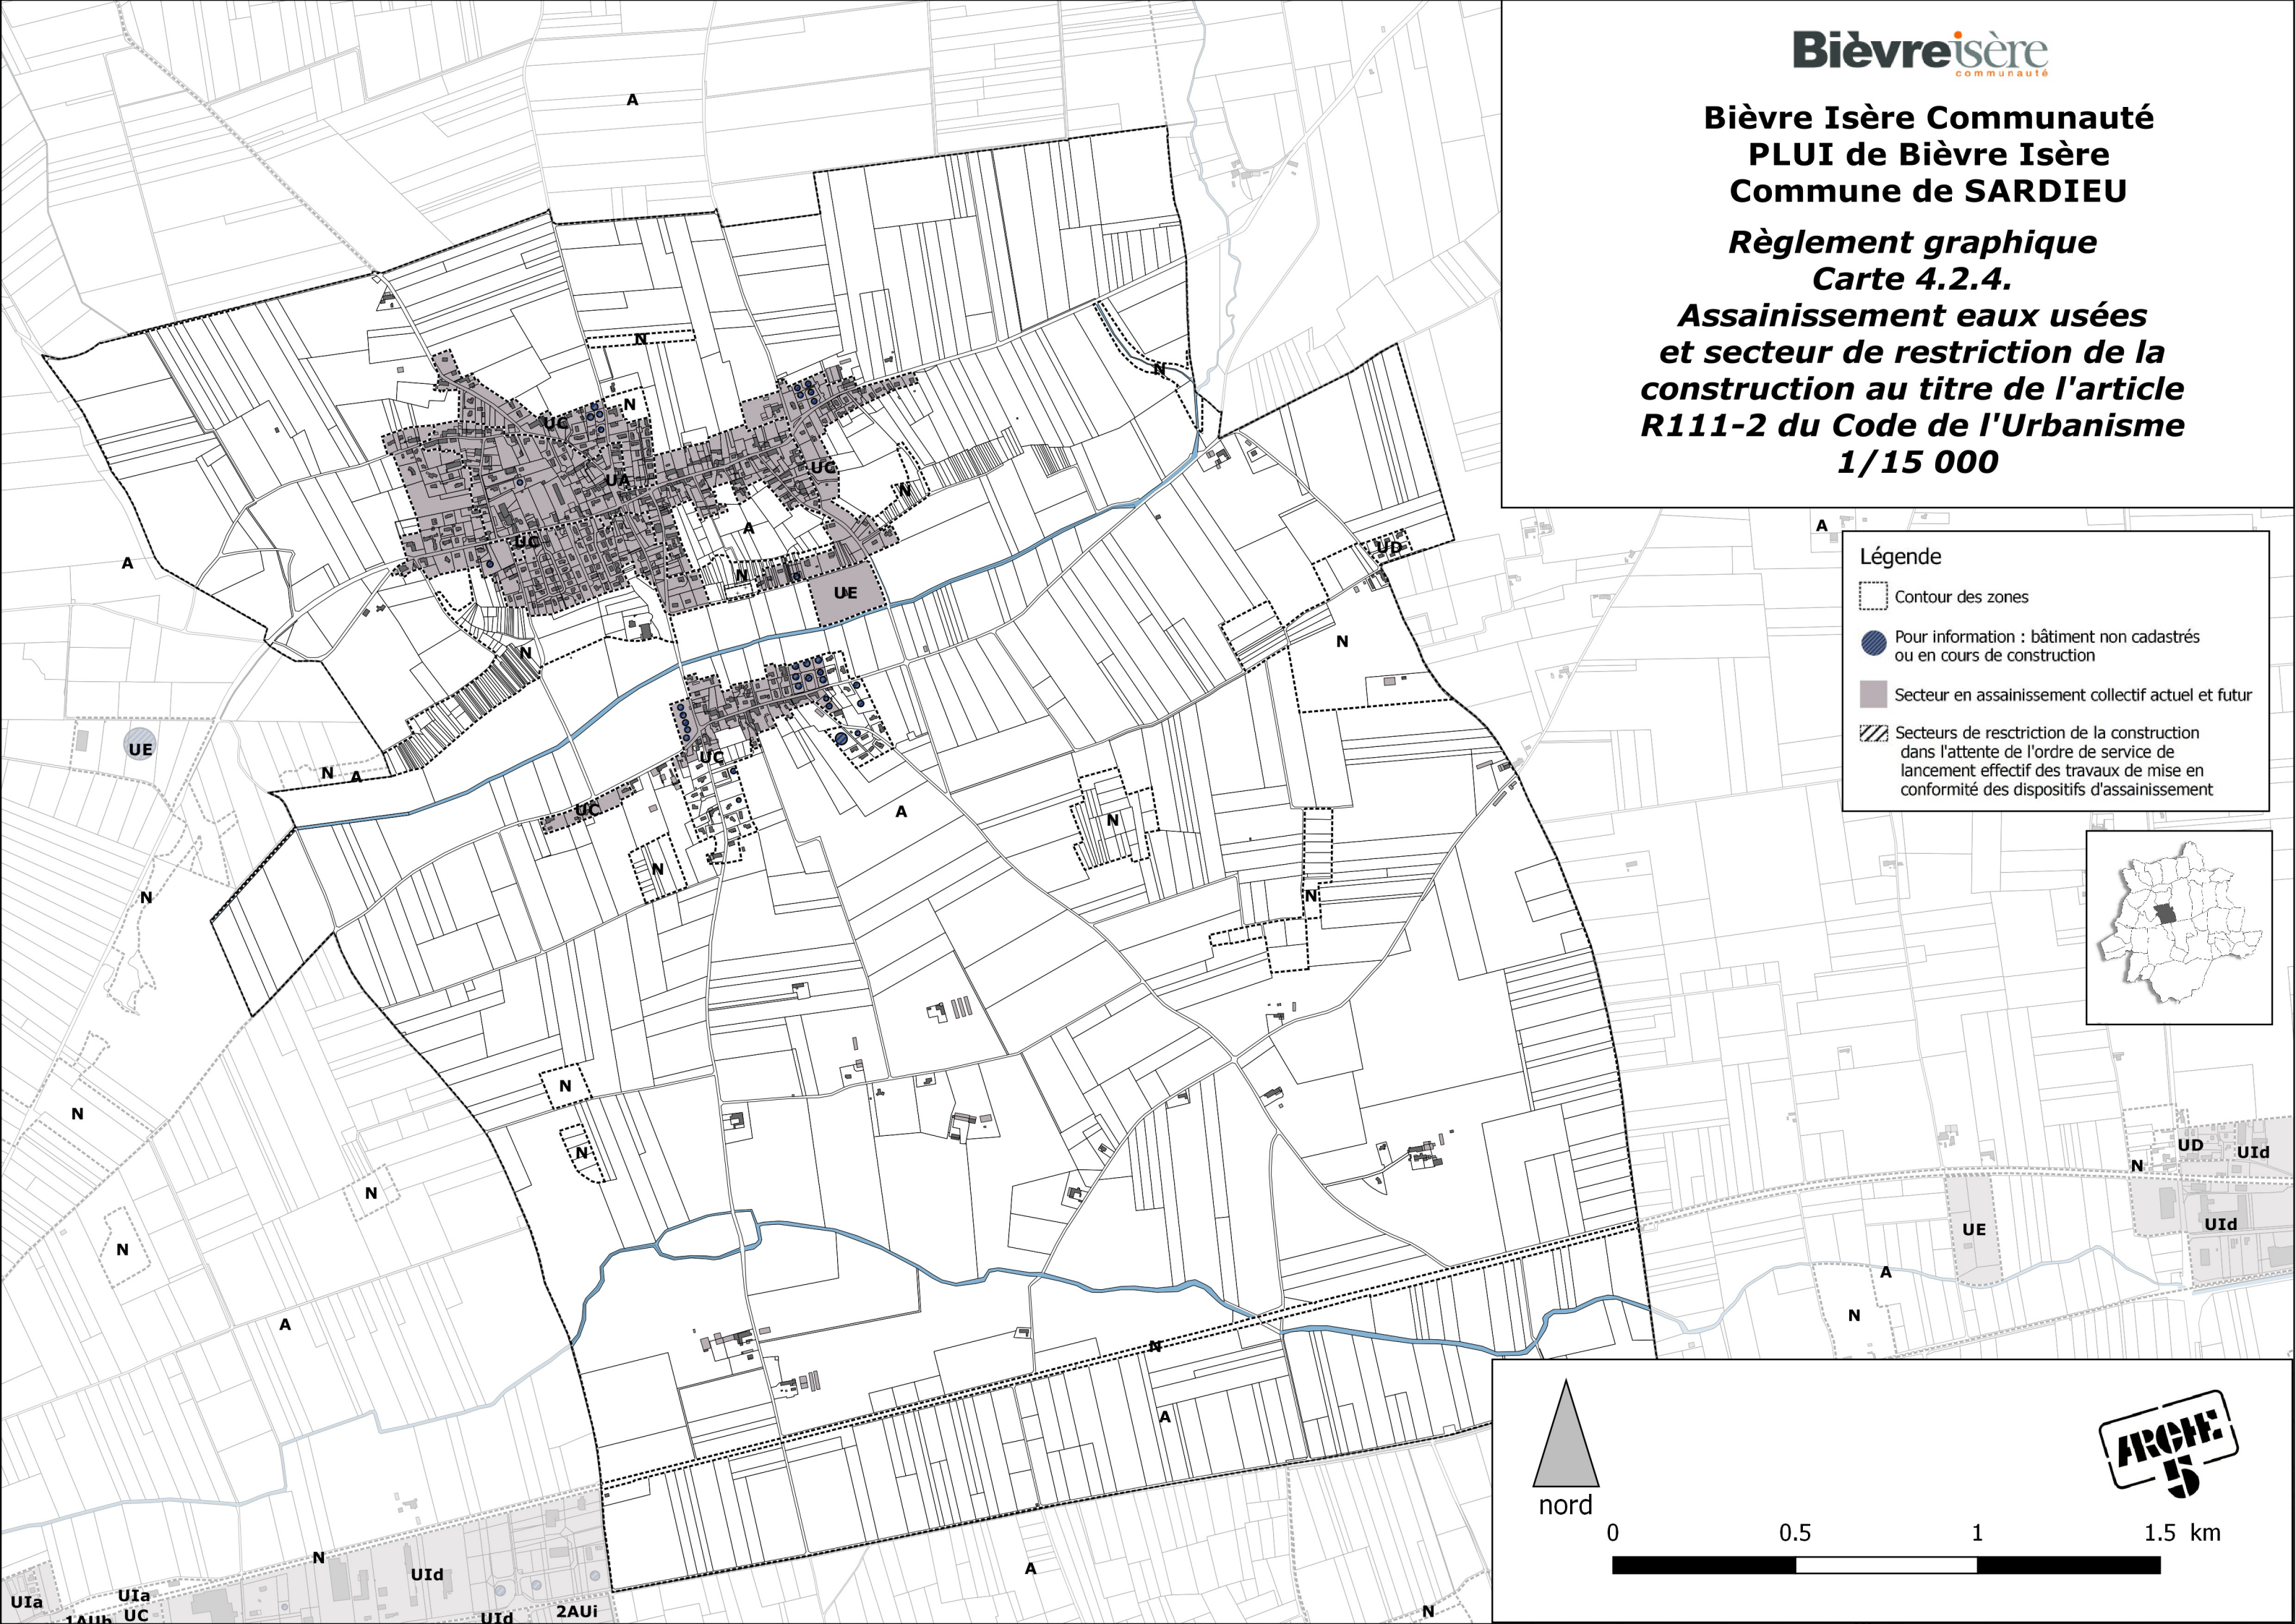 Bièvreisère
communauté
Bièvre Isère Communauté
PLUI de Bièvre Isère
Commune de SARDIEU
Règlement graphique
Carte 4.2.4.
Assainissement eaux usées
et secteur de restriction de la
construction au titre de l'article
R111-2 du Code de l'Urbanisme
1/15 000
Légende
Contour des zones
Pour information : bâtiment non cadastrés
ou en cours de construction
Secteur en assainissement collectif actuel et futur
Secteurs de resctriction de la construction
dans l'attente de l'ordre de service de
lancement effectif des travaux de mise en
conformité des dispositifs d'assainissement
A
N
N
N
UC
UC
UA
N
A
UC
A
N
UE
UD
A
N
N
UE
N
A
UC
UC
A
N
N
N
N
N
N
N
N
N
N
A
N
A
UD
UId
N
UE
UId
A
N
nord
0
0.5
1
1.5 km
ARCHE
5
N
UId
UIa
UIa
1AUh
UC
UId
2AUi
A
N